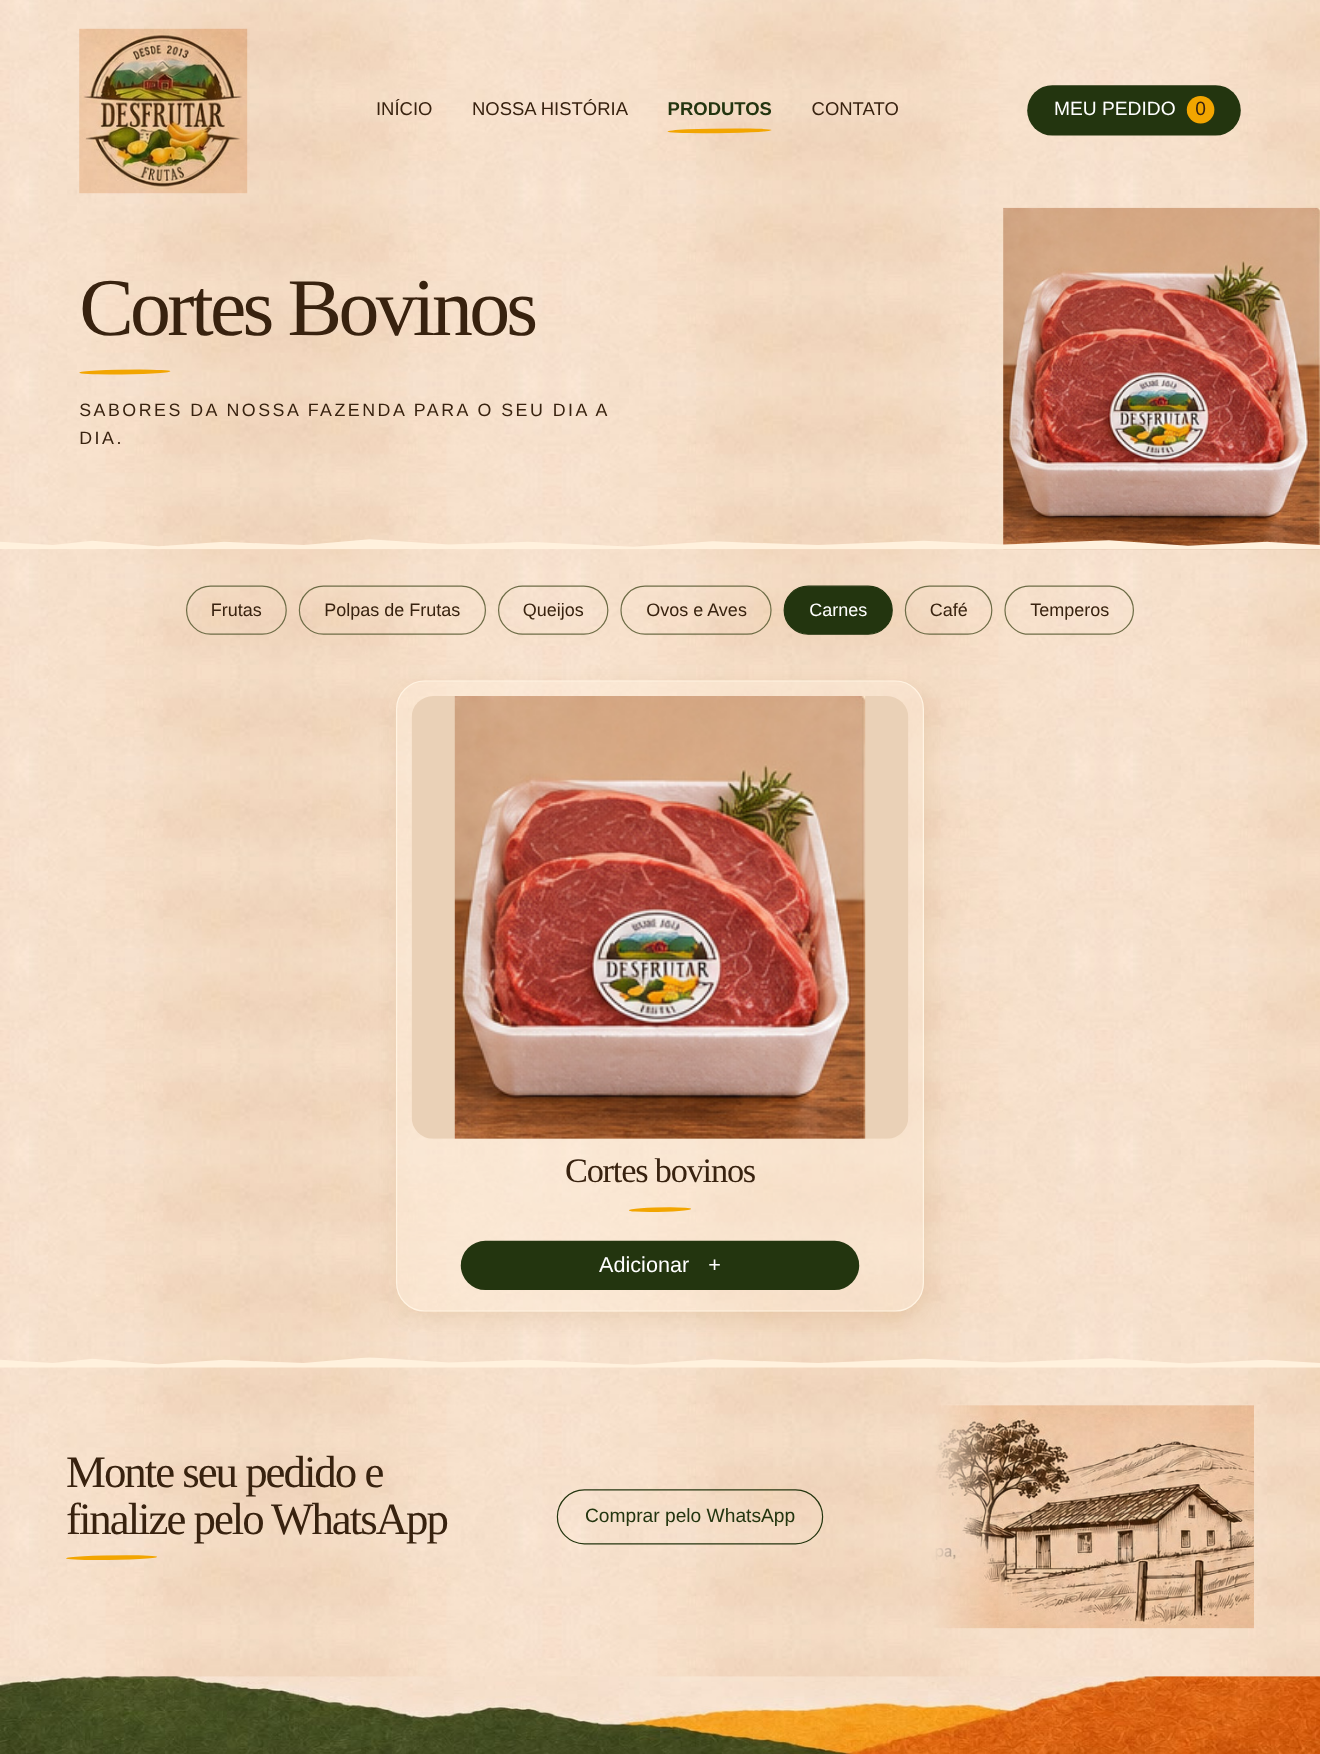 DESDE 2013
DESFRUTAR
FRUTAS
INÍCIO
NOSSA HISTÓRIA
PRODUTOS
CONTATO
MEU PEDIDO 0
Cortes Bovinos
SABORES DA NOSSA FAZENDA PARA O SEU DIA A
DIA.
DESFRUTAR
Frutas
Polpas de Frutas
Queijos
Ovos e Aves
Carnes
Café
Temperos
DESFRUTAR
Cortes bovinos
Adicionar +
Monte seu pedido e
finalize pelo WhatsApp
Comprar pelo WhatsApp
pa,